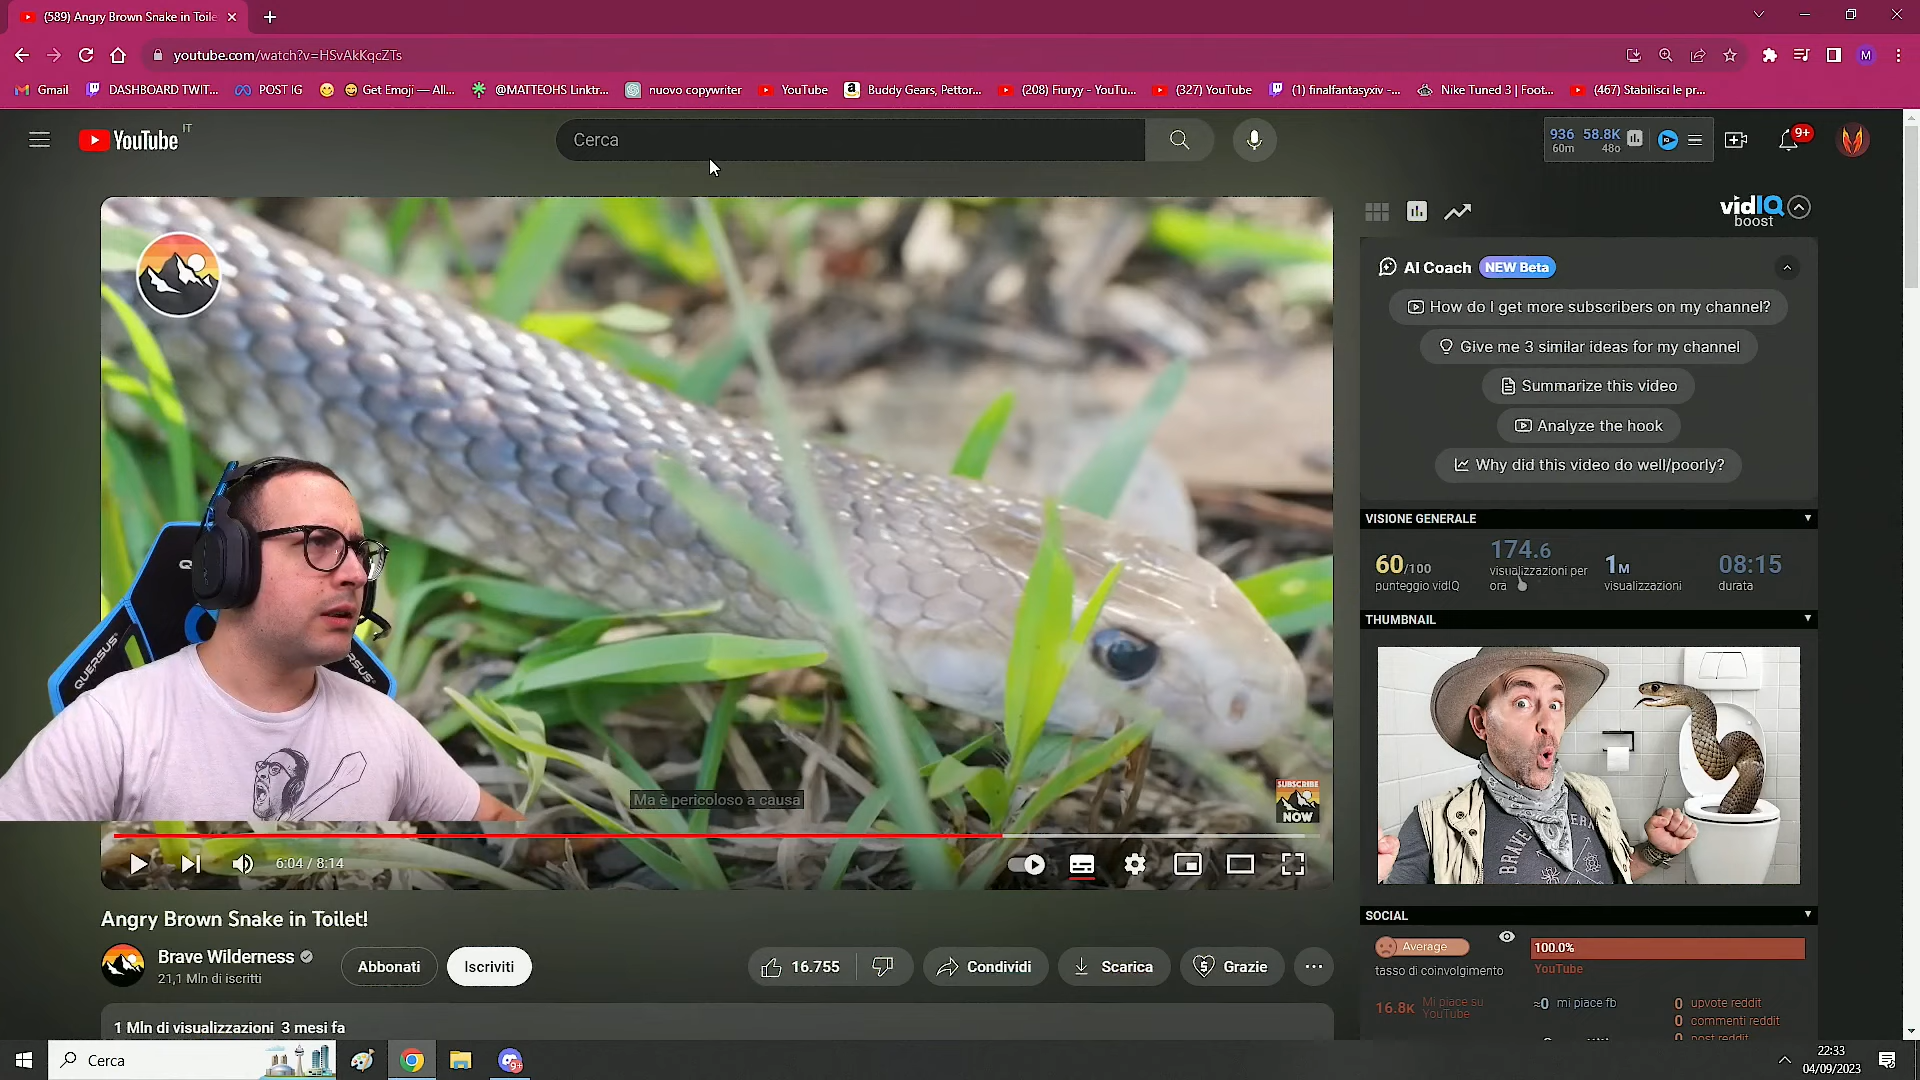 (589) Angry Brown Snake in Toile
youtube.com/watch?v=HSvAkKqcZTs
Gmail
DASHBOARD TWIT...
POST IG
Get Emoji — All...
@MATTEOHS Linktr...
nuovo copywriter
YouTube
Buddy Gears, Pettor...
(208) Fiuryy - YouTu...
(327) YouTube
(1) finalfantasyxiv -...
Nike Tuned 3 | Foot...
(467) Stabilisci le pr...
M
YouTube IT
Cerca
936 58.8K
60m 48o
9+
vidIQ
boost
AI Coach NEW Beta
How do I get more subscribers on my channel?
Give me 3 similar ideas for my channel
Summarize this video
Analyze the hook
Why did this video do well/poorly?
VISIONE GENERALE
60/100
punteggio vidIQ
174.6
visualizzazioni per
ora
1M
visualizzazioni
08:15
durata
THUMBNAIL
QUERSUS
Ma è pericoloso a causa
SUBSCRIBE
NOW
6:04 / 8:14
Angry Brown Snake in Toilet!
Brave Wilderness
21,1 Mln di iscritti
Abbonati
Iscriviti
16.755
Condividi
Scarica
Grazie
1 Mln di visualizzazioni 3 mesi fa
SOCIAL
Average
tasso di coinvolgimento
100.0%
YouTube
16.8K Mi piace su
YouTube
≈0 mi piace fb
0 upvote reddit
0 commenti reddit
0 post reddit
Cerca
22:33
04/09/2023